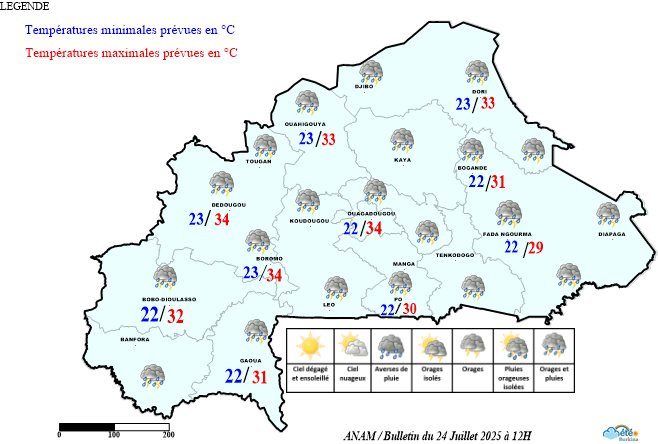 LEGENDE
Températures minimales prévues en °C
Températures maximales prévues en °C
DJIBO
DORI
23/33
OUAHIGOUYA
23/33
TOUGAN
KAYA
BOGANDE
22/31
DEDOUGOU
23/34
KOUDOUGOU
OUAGADOUGOU
22/34
FADA NGOURMA
22/29
DIAPAGA
BOROMO
23/34
MANGA
TENKODOGO
BOBO-DIOULASSO
22/32
LEO
PO
22/30
BANFORA
GAOUA
22/31
Ciel dégagé et ensoleillé
Ciel nuageux
Averses de pluie
Orages isolés
Orages
Pluies orageuses isolées
Orages et pluies
0 100 200
ANAM / Bulletin du 24 Juillet 2025 à 12H
météo
Burkina